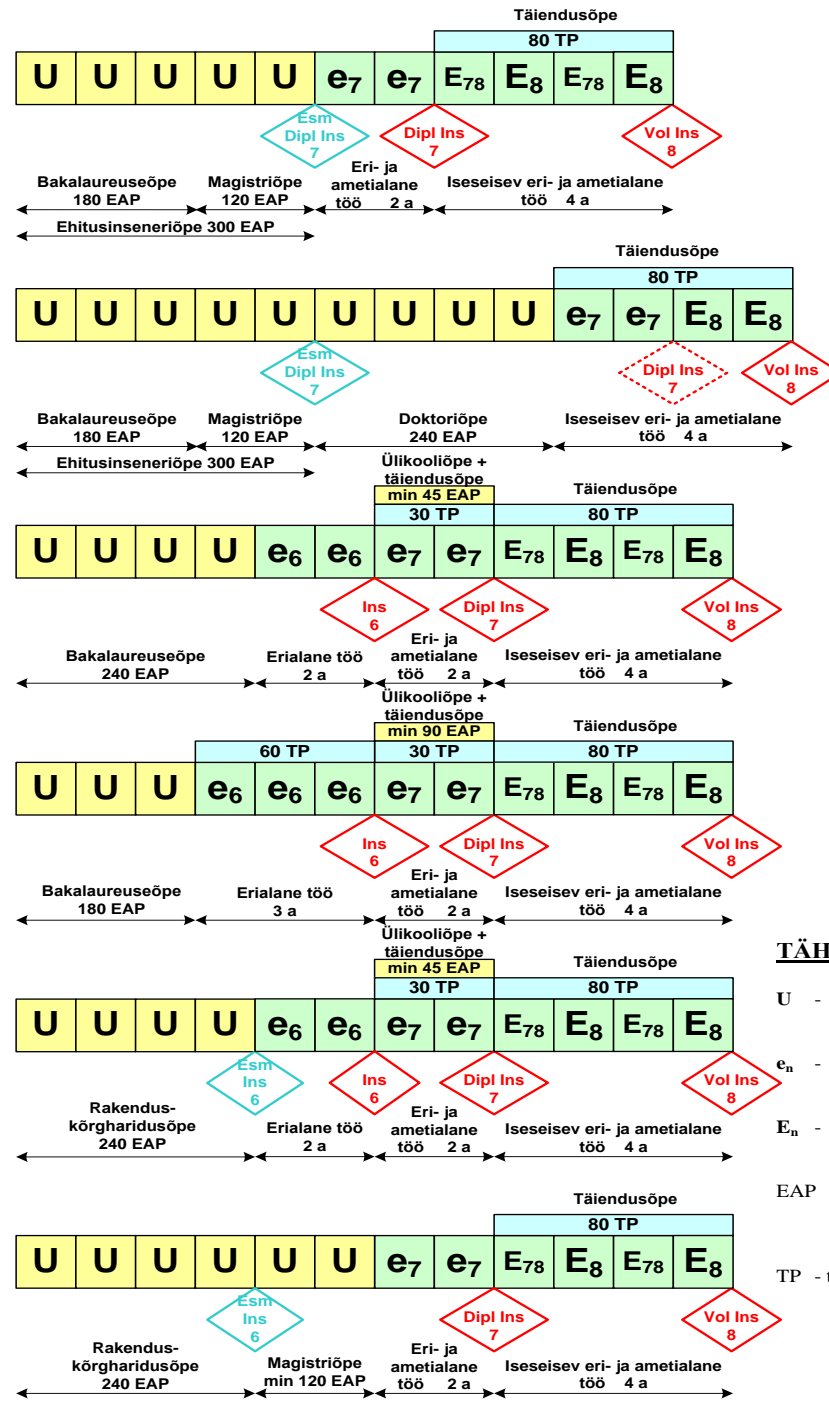 Täiendusõpe
80 TP
U U U U U e₇ e₇ E₇₈ E₈ E₇₈ E₈
Esm Dipl Ins 7
Dipl Ins 7
Vol Ins 8
Bakalaureuseõpe 180 EAP
Magistriõpe 120 EAP
Eri- ja ametialane töö 2 a
Iseseisev eri- ja ametialane töö 4 a
Ehitusinseneriõpe 300 EAP
Täiendusõpe
80 TP
U U U U U U U U U e₇ e₇ E₈ E₈
Esm Dipl Ins 7
Dipl Ins 7
Vol Ins 8
Bakalaureuseõpe 180 EAP
Magistriõpe 120 EAP
Doktoriõpe 240 EAP
Iseseisev eri- ja ametialane töö 4 a
Ehitusinseneriõpe 300 EAP
Ülikooliõpe + täiendusõpe
min 45 EAP
Täiendusõpe
30 TP
80 TP
U U U U e₆ e₆ e₇ e₇ E₇₈ E₈ E₇₈ E₈
Ins 6
Dipl Ins 7
Vol Ins 8
Bakalaureuseõpe 240 EAP
Erialane töö 2 a
Eri- ja ametialane töö 2 a
Iseseisev eri- ja ametialane töö 4 a
Ülikooliõpe + täiendusõpe
min 90 EAP
Täiendusõpe
60 TP
30 TP
80 TP
U U U e₆ e₆ e₆ e₇ e₇ E₇₈ E₈ E₇₈ E₈
Ins 6
Dipl Ins 7
Vol Ins 8
Bakalaureuseõpe 180 EAP
Erialane töö 3 a
Eri- ja ametialane töö 2 a
Iseseisev eri- ja ametialane töö 4 a
Ülikooliõpe + täiendusõpe
min 45 EAP
Täiendusõpe
30 TP
80 TP
U U U U e₆ e₆ e₇ e₇ E₇₈ E₈ E₇₈ E₈
Esm Ins 6
Ins 6
Dipl Ins 7
Vol Ins 8
Rakendus-kõrgharidusõpe 240 EAP
Erialane töö 2 a
Eri- ja ametialane töö 2 a
Iseseisev eri- ja ametialane töö 4 a
Täiendusõpe
80 TP
U U U U U U e₇ e₇ E₇₈ E₈ E₇₈ E₈
Esm Ins 6
Dipl Ins 7
Vol Ins 8
Rakendus-kõrgharidusõpe 240 EAP
Magistriõpe min 120 EAP
Eri- ja ametialane töö 2 a
Iseseisev eri- ja ametialane töö 4 a
TÄH
U -
eₙ -
Eₙ -
EAP
TP - t